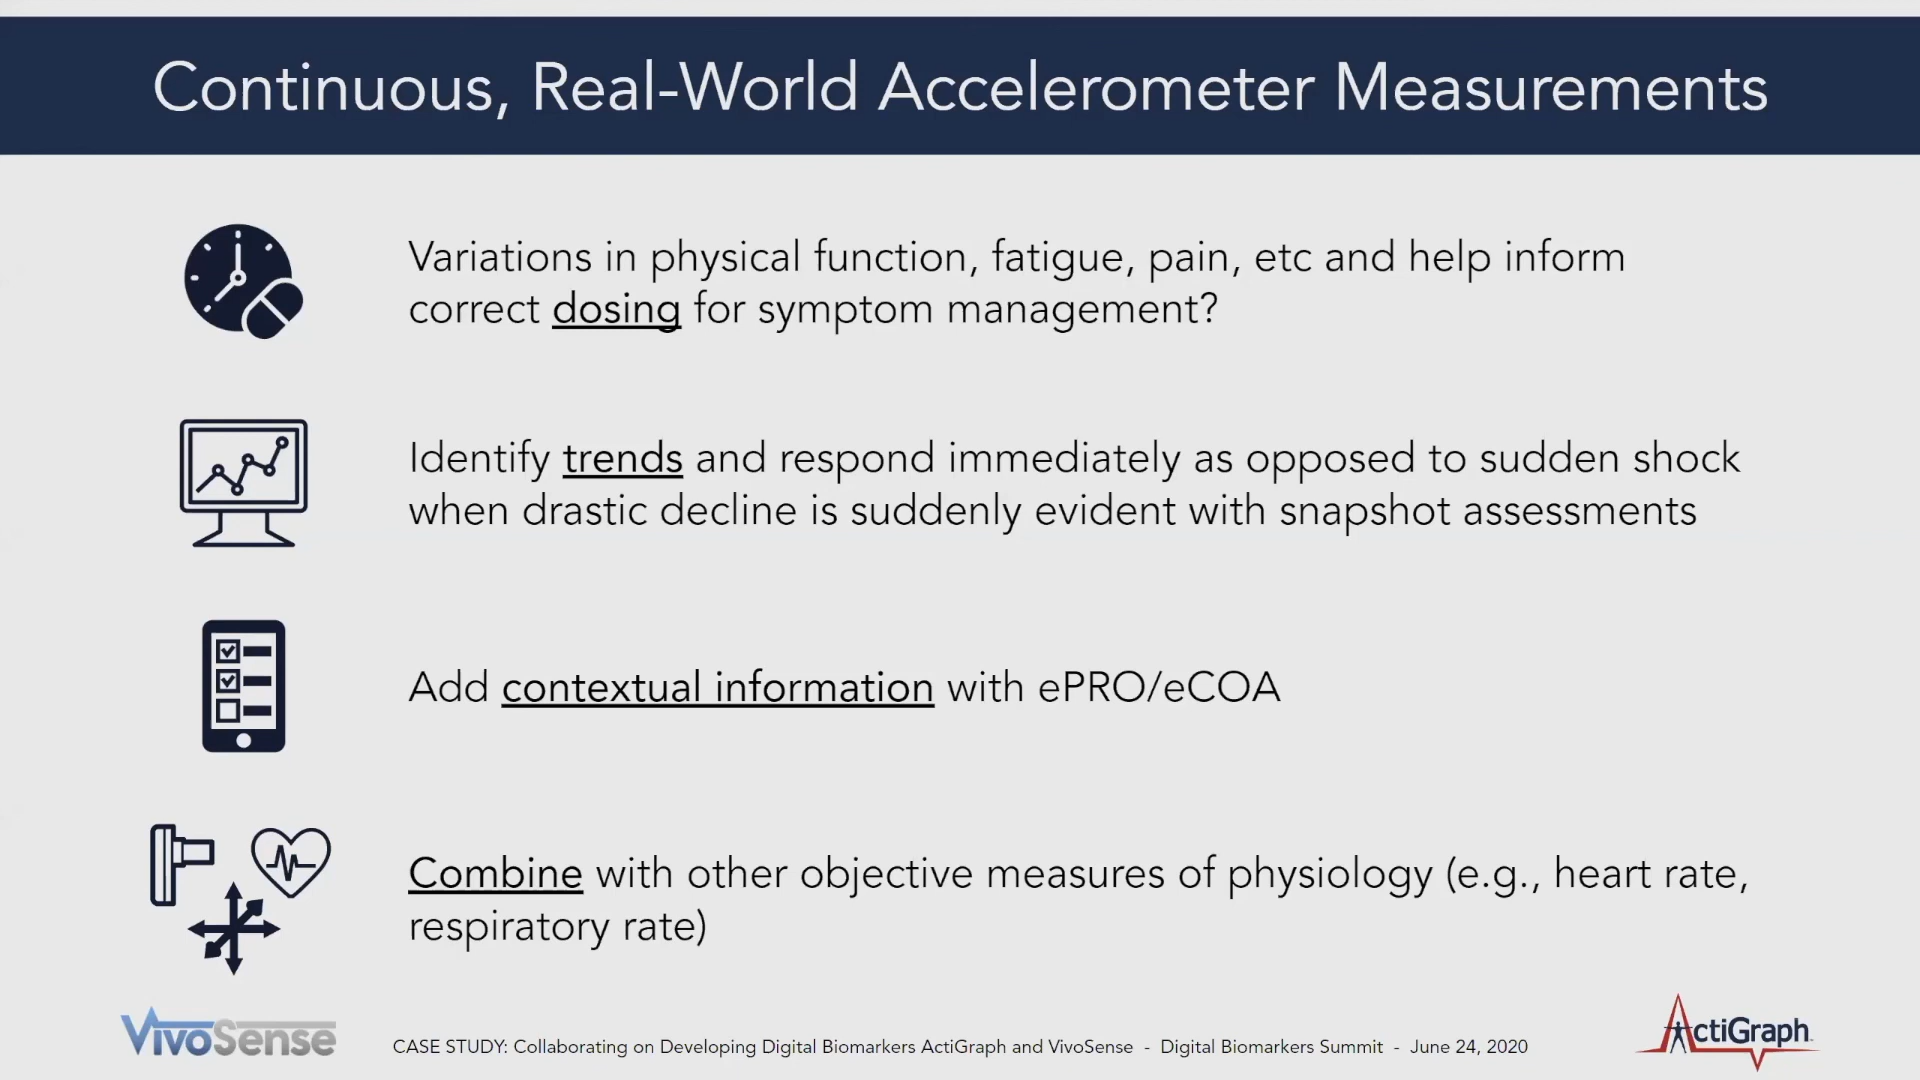 Continuous, Real-World Accelerometer Measurements
Variations in physical function, fatigue, pain, etc and help inform
correct dosing for symptom management?
Identify trends and respond immediately as opposed to sudden shock
when drastic decline is suddenly evident with snapshot assessments
Add contextual information with ePRO/eCOA
Combine with other objective measures of physiology (e.g., heart rate,
respiratory rate)
VivoSense
CASE STUDY: Collaborating on Developing Digital Biomarkers ActiGraph and VivoSense - Digital Biomarkers Summit - June 24, 2020
ActiGraph